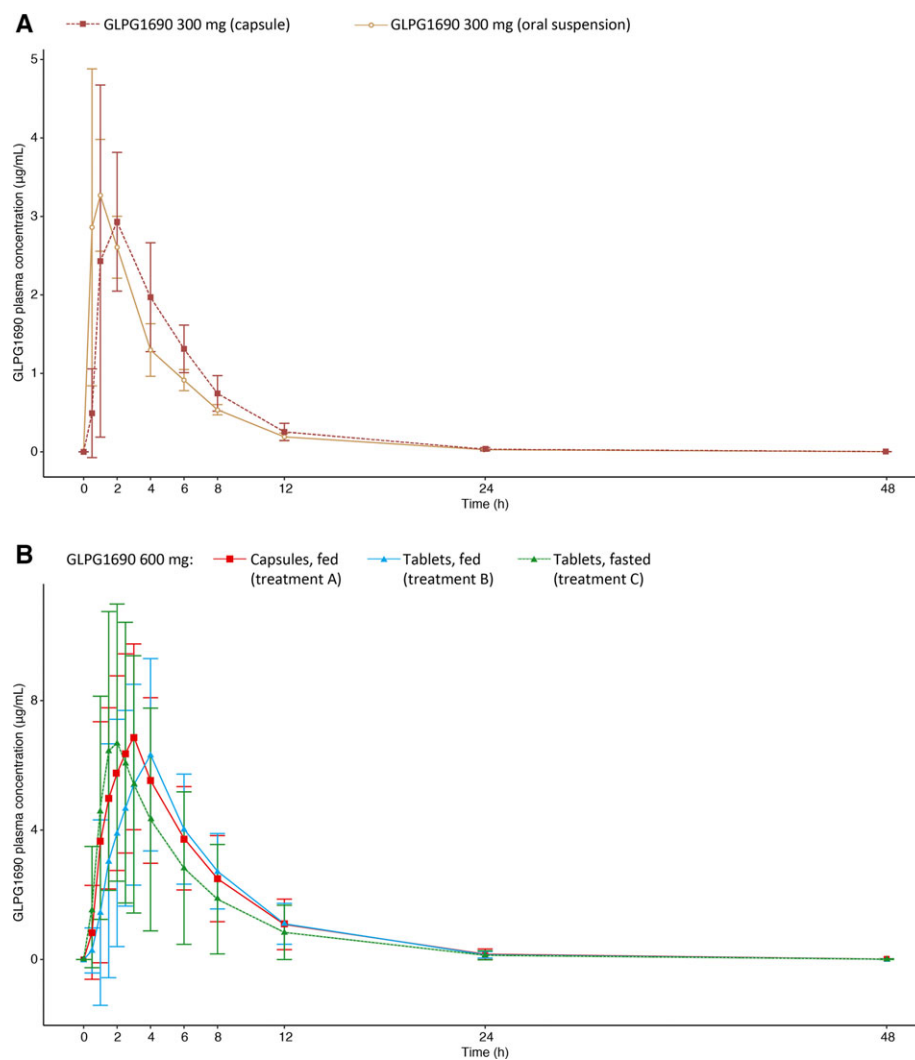 A
GLPG1690 300 mg (capsule) GLPG1690 300 mg (oral suspension)
GLPG1690 plasma concentration (µg/mL)
5
4
3
2
1
0
0 2 4 6 8 12 24 48
Time (h)
B
GLPG1690 600 mg: Capsules, fed Tablets, fed Tablets, fasted
(treatment A) (treatment B) (treatment C)
GLPG1690 plasma concentration (µg/mL)
8
4
0
0 2 4 6 8 12 24 48
Time (h)